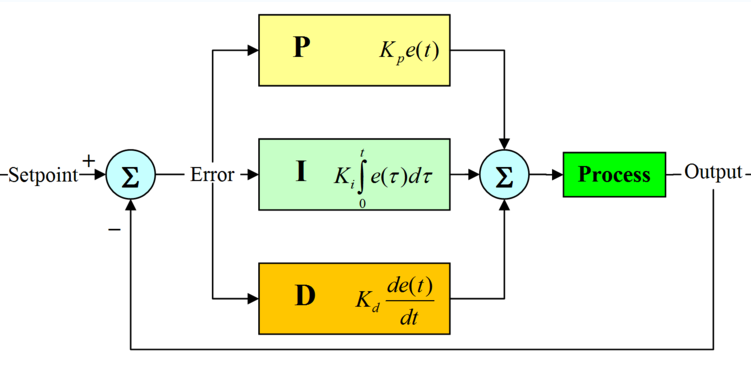 P K_p e(t)
Setpoint + Σ − Error I K_i ∫_0^t e(τ)dτ Σ Process Output
D K_d de(t)/dt